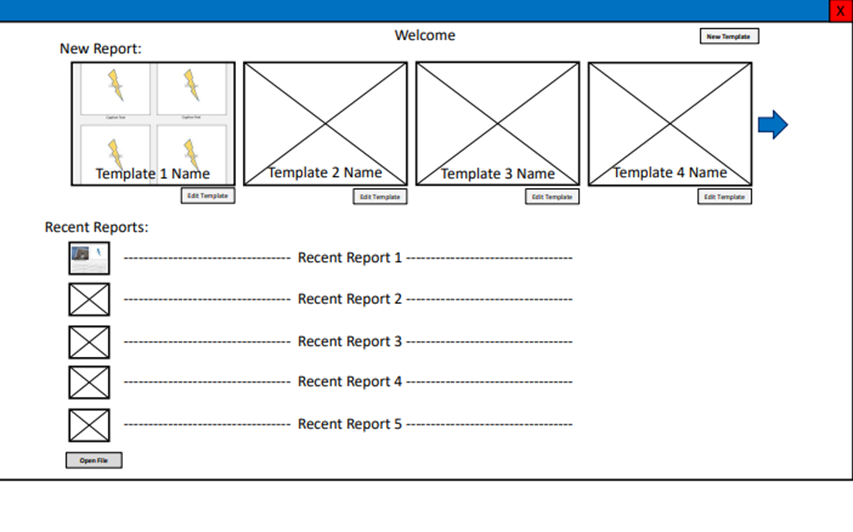 X
Welcome
New Template
New Report:
Caption Text Caption Text
Template 1 Name
Template 2 Name
Template 3 Name
Template 4 Name
Edit Template
Edit Template
Edit Template
Edit Template
Recent Reports:
Recent Report 1
Recent Report 2
Recent Report 3
Recent Report 4
Recent Report 5
Open File